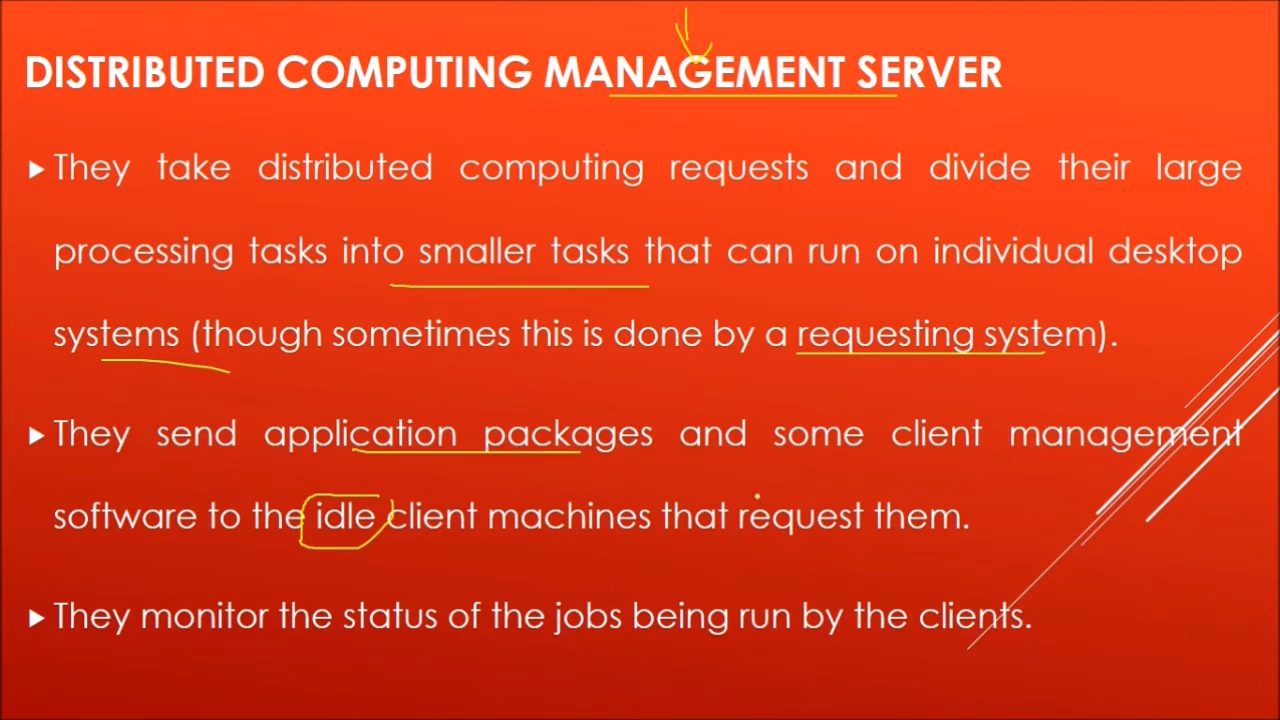 DISTRIBUTED COMPUTING MANAGEMENT SERVER
They take distributed computing requests and divide their large
processing tasks into smaller tasks that can run on individual desktop
systems (though sometimes this is done by a requesting system).
They send application packages and some client management
software to the idle client machines that request them.
They monitor the status of the jobs being run by the clients.